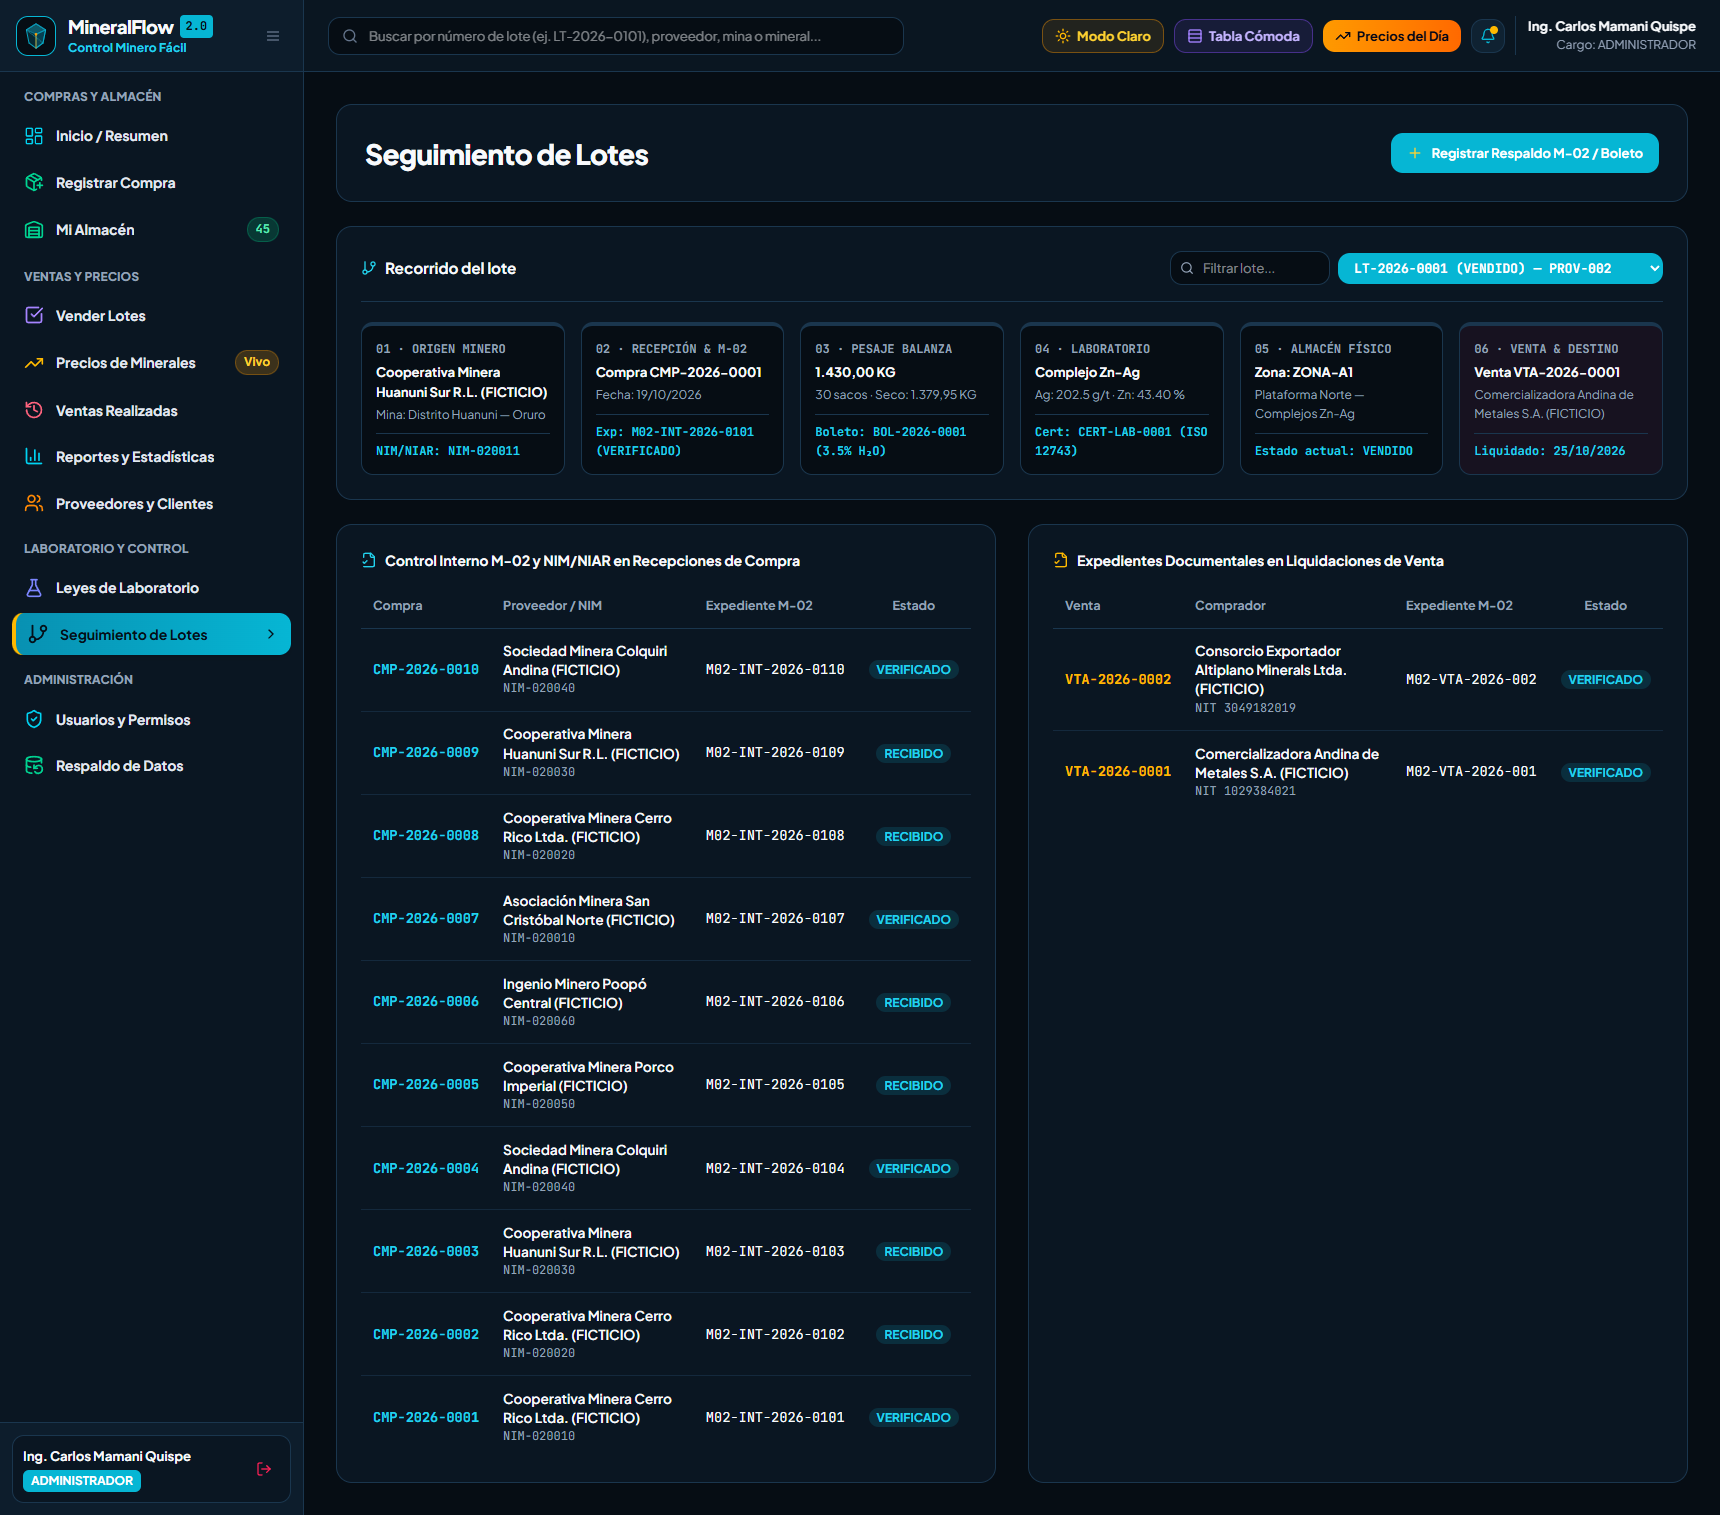 MineralFlow 2.0
Control Minero Fácil
Buscar por número de lote (ej. LT-2026-0101), proveedor, mina o mineral...
Modo Claro
Tabla Cómoda
Precios del Día
Ing. Carlos Mamani Quispe
Cargo: ADMINISTRADOR
COMPRAS Y ALMACÉN
Inicio / Resumen
Registrar Compra
Mi Almacén 45
VENTAS Y PRECIOS
Vender Lotes
Precios de Minerales Vivo
Ventas Realizadas
Reportes y Estadísticas
Proveedores y Clientes
LABORATORIO Y CONTROL
Leyes de Laboratorio
Seguimiento de Lotes
ADMINISTRACIÓN
Usuarios y Permisos
Respaldo de Datos
Ing. Carlos Mamani Quispe
ADMINISTRADOR
Seguimiento de Lotes
Registrar Respaldo M-02 / Boleto
Recorrido del lote
Filtrar lote...
LT-2026-0001 (VENDIDO) — PROV-002
01 · ORIGEN MINERO
Cooperativa Minera
Huanuni Sur R.L. (FICTICIO)
Mina: Distrito Huanuni — Oruro
NIM/NIAR: NIM-020011
02 · RECEPCIÓN & M-02
Compra CMP-2026-0001
Fecha: 19/10/2026
Exp: M02-INT-2026-0101
(VERIFICADO)
03 · PESAJE BALANZA
1.430,00 KG
30 sacos · Seco: 1.379,95 KG
Boleto: BOL-2026-0001
(3.5% H₂O)
04 · LABORATORIO
Complejo Zn-Ag
Ag: 202.5 g/t · Zn: 43.40 %
Cert: CERT-LAB-0001 (ISO
12743)
05 · ALMACÉN FÍSICO
Zona: ZONA-A1
Plataforma Norte —
Complejos Zn-Ag
Estado actual: VENDIDO
06 · VENTA & DESTINO
Venta VTA-2026-0001
Comercializadora Andina de
Metales S.A. (FICTICIO)
Liquidado: 25/10/2026
Control Interno M-02 y NIM/NIAR en Recepciones de Compra
Compra Proveedor / NIM Expediente M-02 Estado
Sociedad Minera Colquiri
CMP-2026-0010 Andina (FICTICIO) M02-INT-2026-0110 VERIFICADO
NIM-020040
Cooperativa Minera
CMP-2026-0009 Huanuni Sur R.L. (FICTICIO) M02-INT-2026-0109 RECIBIDO
NIM-020030
Cooperativa Minera Cerro
CMP-2026-0008 Rico Ltda. (FICTICIO) M02-INT-2026-0108 RECIBIDO
NIM-020020
Asociación Minera San
CMP-2026-0007 Cristóbal Norte (FICTICIO) M02-INT-2026-0107 VERIFICADO
NIM-020010
Ingenio Minero Poopó
CMP-2026-0006 Central (FICTICIO) M02-INT-2026-0106 RECIBIDO
NIM-020060
Cooperativa Minera Porco
CMP-2026-0005 Imperial (FICTICIO) M02-INT-2026-0105 RECIBIDO
NIM-020050
Sociedad Minera Colquiri
CMP-2026-0004 Andina (FICTICIO) M02-INT-2026-0104 VERIFICADO
NIM-020040
Cooperativa Minera
CMP-2026-0003 Huanuni Sur R.L. (FICTICIO) M02-INT-2026-0103 RECIBIDO
NIM-020030
Cooperativa Minera Cerro
CMP-2026-0002 Rico Ltda. (FICTICIO) M02-INT-2026-0102 RECIBIDO
NIM-020020
Cooperativa Minera Cerro
CMP-2026-0001 Rico Ltda. (FICTICIO) M02-INT-2026-0101 VERIFICADO
NIM-020010
Expedientes Documentales en Liquidaciones de Venta
Venta Comprador Expediente M-02 Estado
Consorcio Exportador
Altiplano Minerals Ltda.
VTA-2026-0002 (FICTICIO) M02-VTA-2026-002 VERIFICADO
NIT 3049182019
Comercializadora Andina de
VTA-2026-0001 Metales S.A. (FICTICIO) M02-VTA-2026-001 VERIFICADO
NIT 1029384021